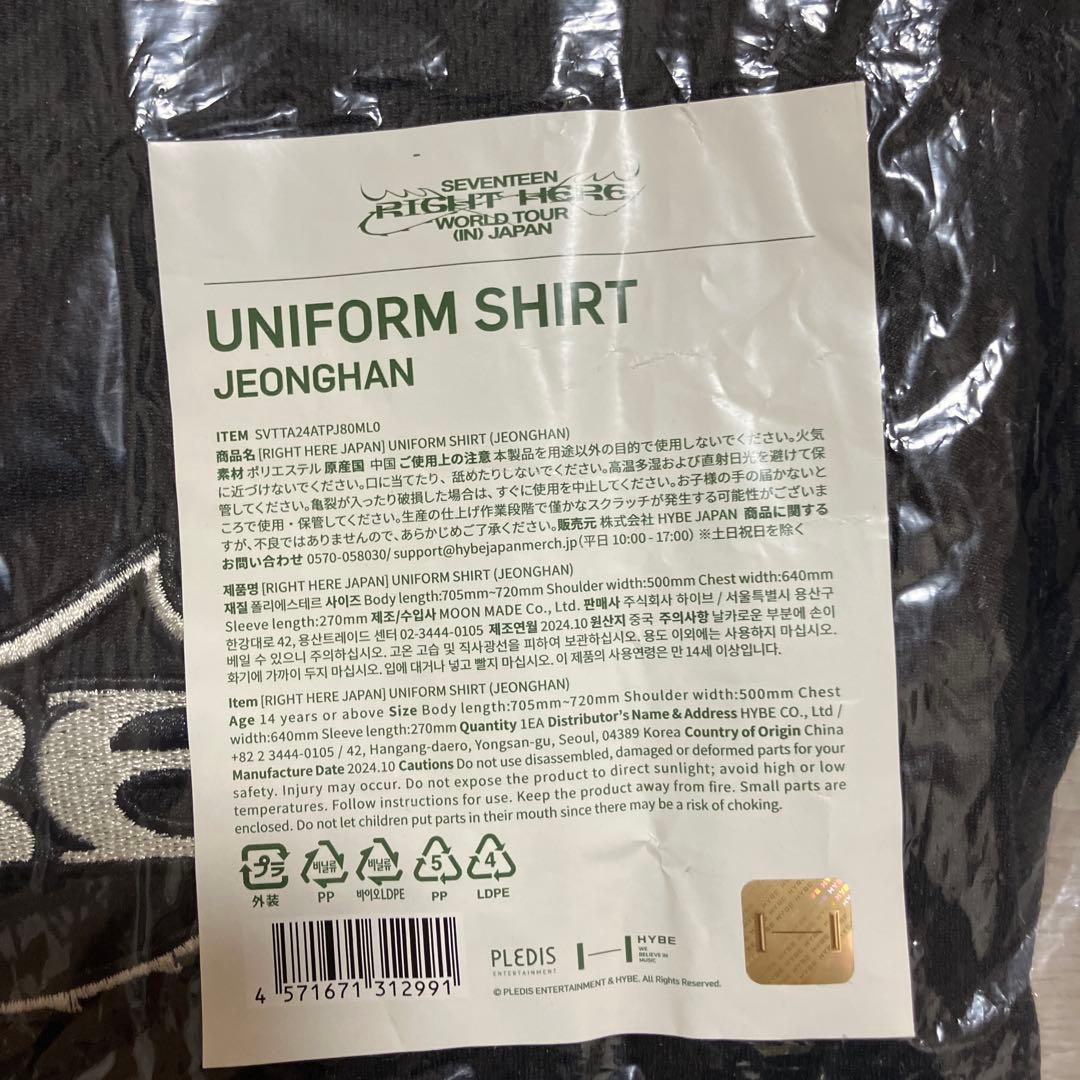 SEVENTEEN
RIGHT HERE
WORLD TOUR
(IN) JAPAN
UNIFORM SHIRT
JEONGHAN
ITEM SVTTA24ATPJ80ML0
商品名 [RIGHT HERE JAPAN] UNIFORM SHIRT (JEONGHAN)
素材 ポリエステル 原産国 中国 ご使用上の注意 本製品を用途以外の目的で使用しないでください。火気
に近づけないでください。口に当てたり、舐めたりしないでください。高温多湿および直射日光を避けて保
管してください。亀裂が入ったり破損した場合は、すぐに使用を中止してください。お子様の手の届かないと
ころで使用・保管してください。生産の仕上げ作業段階で僅かなスクラッチが発生する可能性がございま
すが、不良ではありませんので、あらかじめご了承ください。販売元 株式会社 HYBE JAPAN 商品に関する
お問い合わせ 0570-058030/ support@hybejapanmerch.jp(平日 10:00 - 17:00) ※土日祝日を除く
제품명 [RIGHT HERE JAPAN] UNIFORM SHIRT (JEONGHAN)
재질 폴리에스테르 사이즈 Body length:705mm~720mm Shoulder width:500mm Chest width:640mm
Sleeve length:270mm 제조/수입사 MOON MADE Co., Ltd. 판매사 주식회사 하이브 / 서울특별시 용산구
한강대로 42, 용산트레이드 센터 02-3444-0105 제조연월 2024.10 원산지 중국 주의사항 날카로운 부분에 손이
베일 수 있으니 주의하십시오. 고온 고습 및 직사광선을 피하여 보관하십시오. 용도 이외에는 사용하지 마십시오.
화기에 가까이 두지 마십시오. 입에 대거나 넣고 빨지 마십시오. 이 제품의 사용연령은 만 14세 이상입니다.
Item [RIGHT HERE JAPAN] UNIFORM SHIRT (JEONGHAN)
Age 14 years or above Size Body length:705mm~720mm Shoulder width:500mm Chest
width:640mm Sleeve length:270mm Quantity 1EA Distributor's Name & Address HYBE CO., Ltd /
+82 2 3444-0105 / 42, Hangang-daero, Yongsan-gu, Seoul, 04389 Korea Country of Origin China
Manufacture Date 2024.10 Cautions Do not use disassembled, damaged or deformed parts for your
safety. Injury may occur. Do not expose the product to direct sunlight; avoid high or low
temperatures. Follow instructions for use. Keep the product away from fire. Small parts are
enclosed. Do not let children put parts in their mouth since there may be a risk of choking.
プラ 비닐류 비닐류 5 4
外装 PP 바이오LDPE PP LDPE
4 571671 312991
PLEDIS
ENTERTAINMENT
HYBE
WE
BELIEVE IN
MUSIC
© PLEDIS ENTERTAINMENT & HYBE. All Rights Reserved.